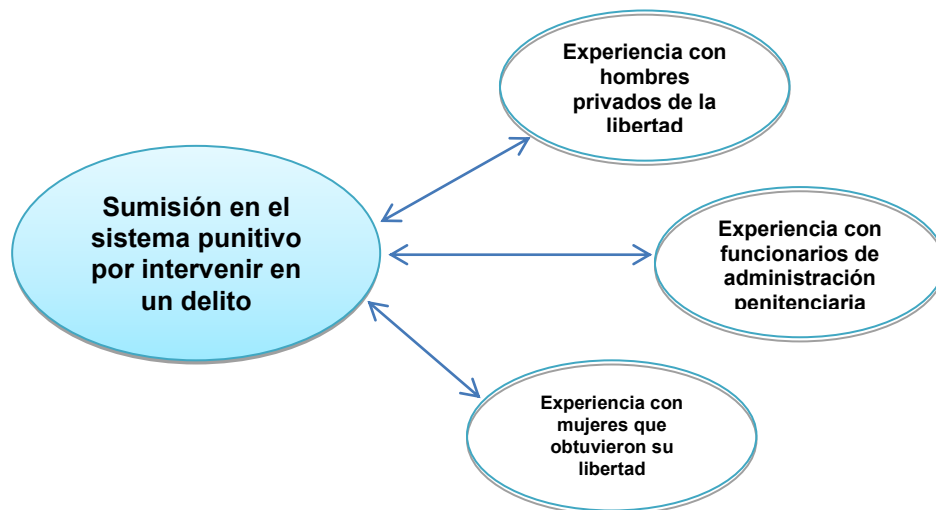 Experiencia con
hombres
privados de la
libertad
Sumisión en el
sistema punitivo
por intervenir en
un delito
Experiencia con
funcionarios de
administración
penitenciaria
Experiencia con
mujeres que
obtuvieron su
libertad